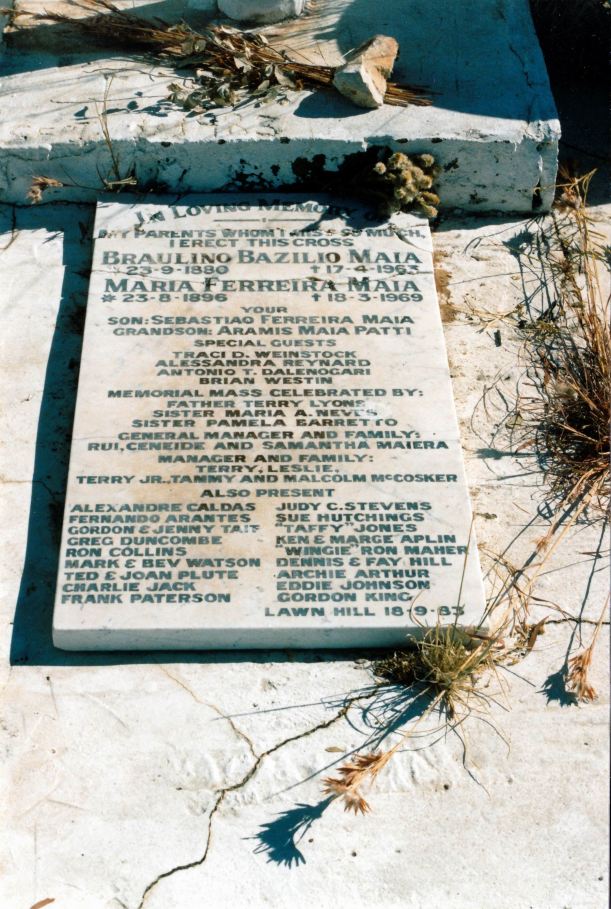 IN LOVING MEMORY OF
MY PARENTS WHOM I MISS SO MUCH,
I ERECT THIS CROSS
BRAULINO BAZILIO MAIA
*23-9-1880 †17-4-1963
MARIA FERREIRA MAIA
*23-8-1896 †18-3-1969
YOUR
SON: SEBASTIAO FERREIRA MAIA
GRANDSON: ARAMIS MAIA PATTI
SPECIAL GUESTS
TRACI D. WEINSTOCK
ALESSANDRA REYNARD
ANTONIO T. DALENOGARI
BRIAN WESTIN
MEMORIAL MASS CELEBRATED BY:
FATHER TERRY LYONS
SISTER MARIA A. NEVES
SISTER PAMELA BARRETTO
GENERAL MANAGER AND FAMILY:
RUI, CENEIDE AND SAMANTHA MAIERA
MANAGER AND FAMILY:
TERRY, LESLIE,
TERRY JR., TAMMY AND MALCOLM McCOSKER
ALSO PRESENT
ALEXANDRE CALDAS
FERNANDO ARANTES
GORDON & JENNY TAIT
GREG DUNCOMBE
RON COLLINS
MARK & BEV WATSON
TED & JOAN PLUTE
CHARLIE JACK
FRANK PATERSON
JUDY C. STEVENS
SUE HUTCHINGS
"TAFFY" JONES
KEN & MARGE APLIN
"WINGIE" RON MAHER
DENNIS & FAY HILL
ARCHIE ARTHUR
EDDIE JOHNSON
GORDON KING
LAWN HILL 18-9-83